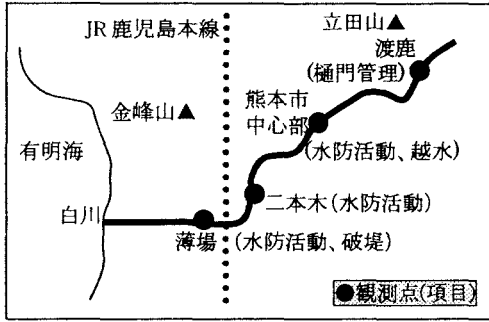 JR鹿児島本線
立田山▲
渡鹿
(樋門管理)
金峰山▲
熊本市
中心部
(水防活動、越水)
有明海
二本木(水防活動)
白川
薄場
(水防活動、破堤)
●観測点(項目)